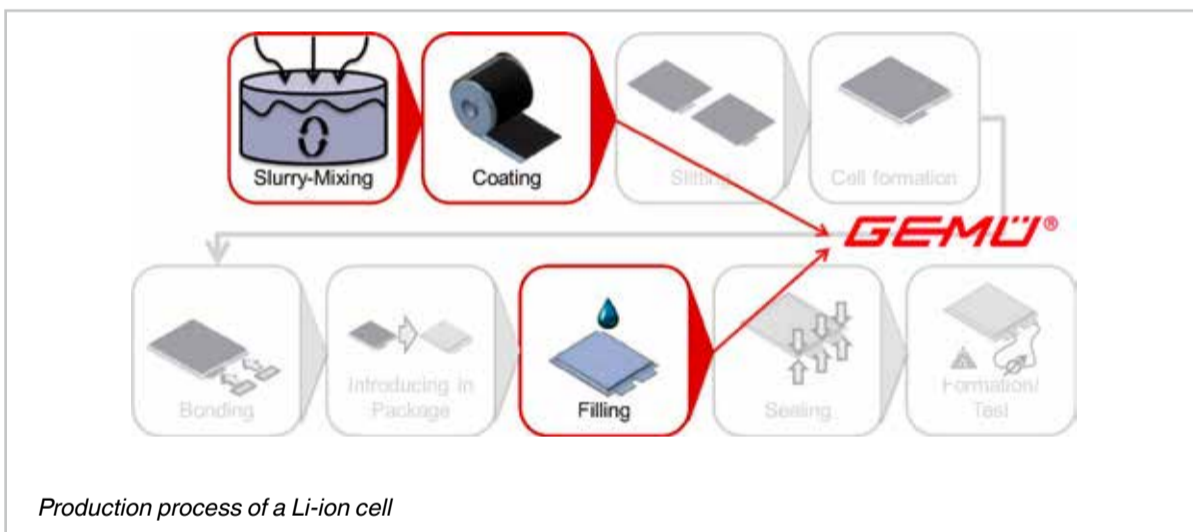 Slurry-Mixing
Coating
Slitting
Cell formation
GEMÜ®
Bonding
Introducing in
Package
Filling
Sealing
Formation/
Test
Production process of a Li-ion cell